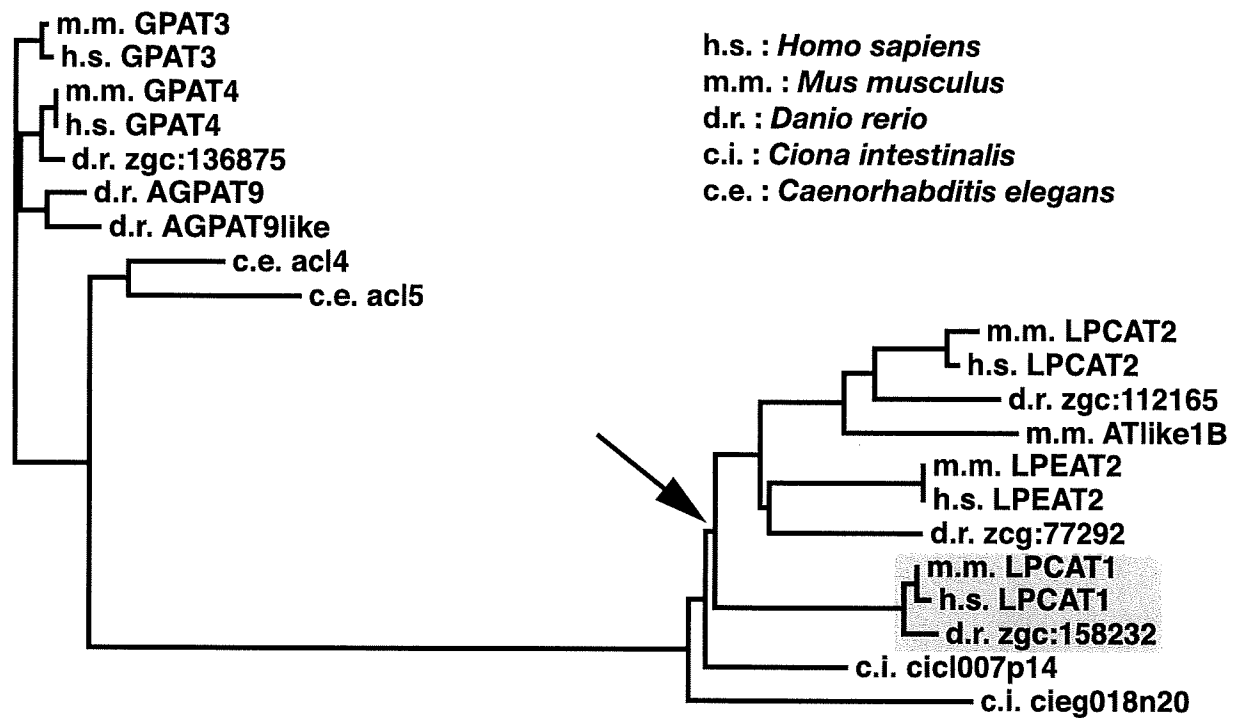 m.m. GPAT3
h.s. GPAT3
m.m. GPAT4
h.s. GPAT4
d.r. zgc:136875
d.r. AGPAT9
d.r. AGPAT9like
c.e. acl4
c.e. acl5
h.s. : Homo sapiens
m.m. : Mus musculus
d.r. : Danio rerio
c.i. : Ciona intestinalis
c.e. : Caenorhabditis elegans
m.m. LPCAT2
h.s. LPCAT2
d.r. zgc:112165
m.m. ATlike1B
m.m. LPEAT2
h.s. LPEAT2
d.r. zcg:77292
m.m. LPCAT1
h.s. LPCAT1
d.r. zgc:158232
c.i. cicl007p14
c.i. cieg018n20